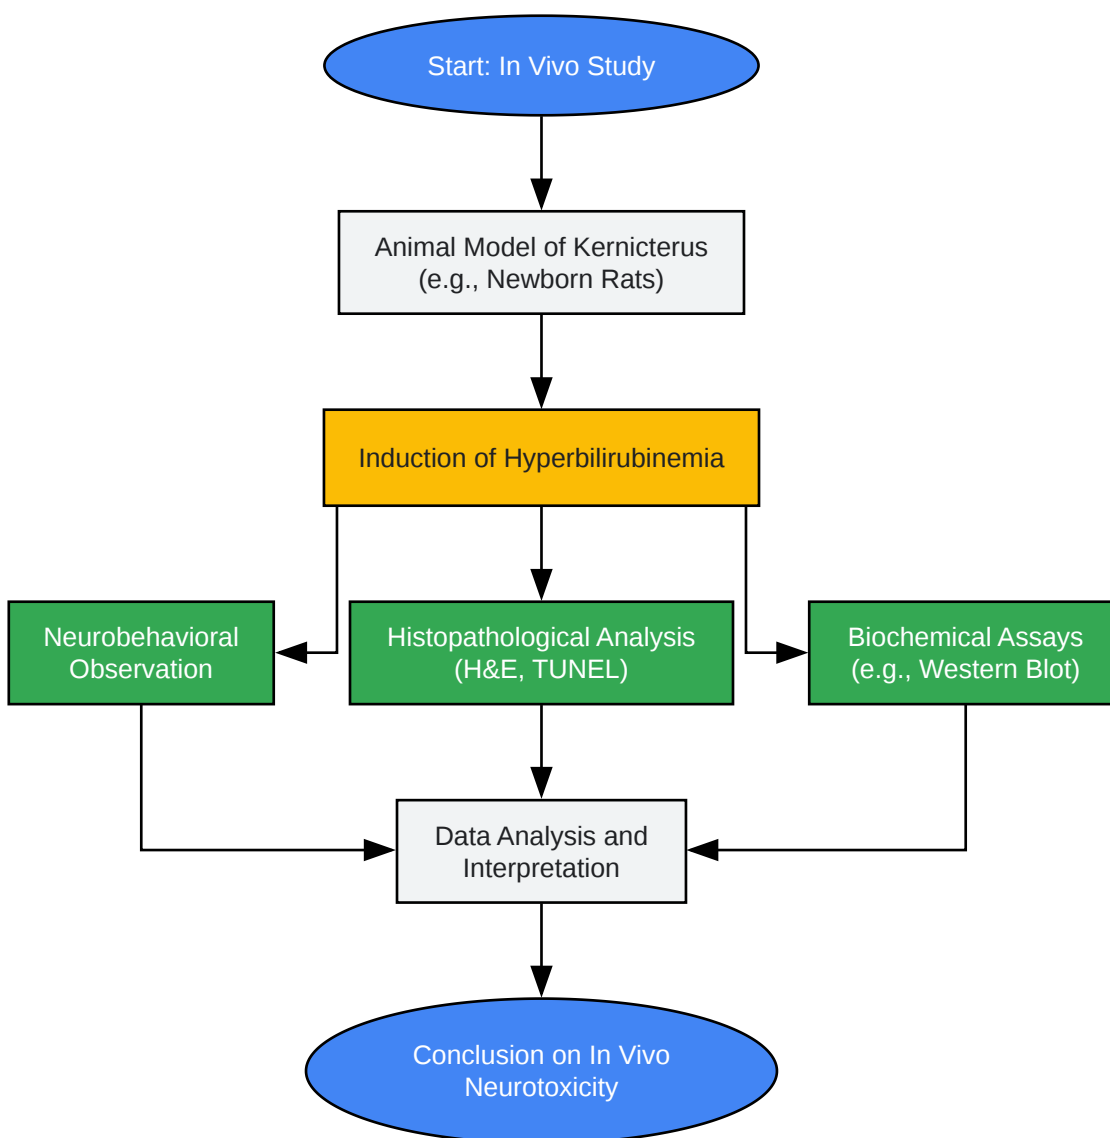 Start: In Vivo Study
Animal Model of Kernicterus
(e.g., Newborn Rats)
Induction of Hyperbilirubinemia
Neurobehavioral
Observation
Histopathological Analysis
(H&E, TUNEL)
Biochemical Assays
(e.g., Western Blot)
Data Analysis and
Interpretation
Conclusion on In Vivo
Neurotoxicity